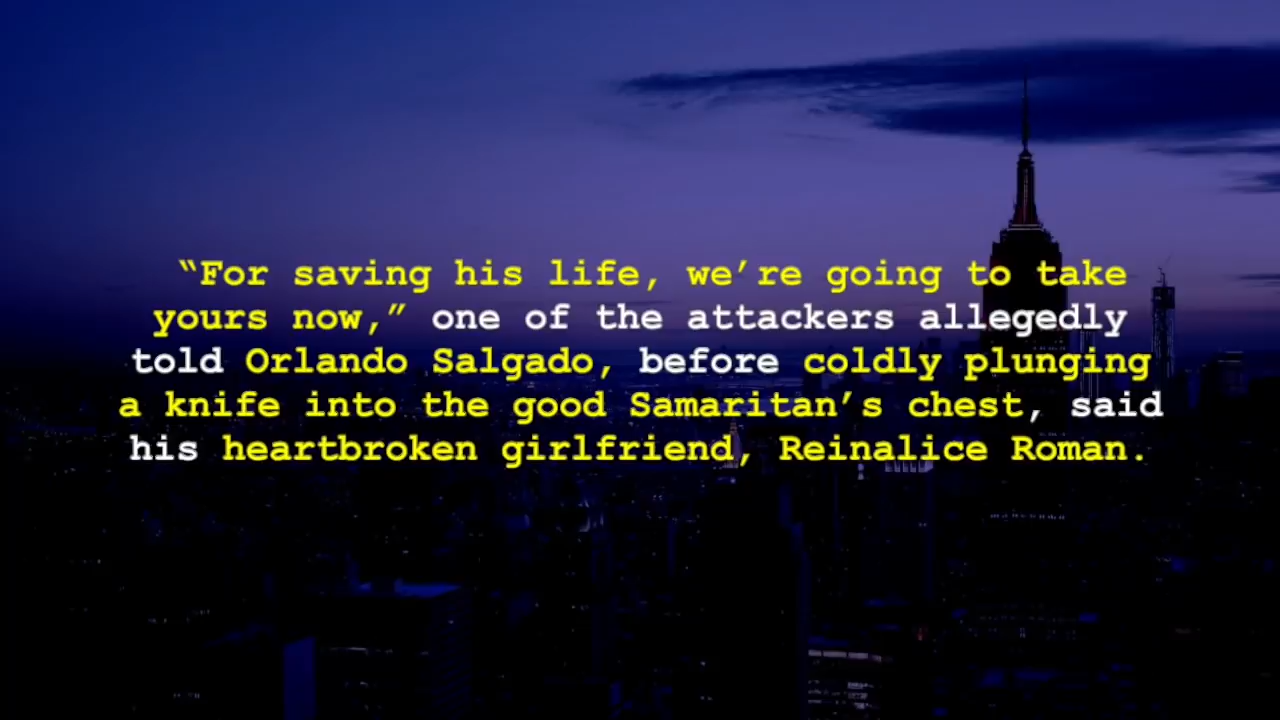 “For saving his life, we’re going to take
yours now,” one of the attackers allegedly
told Orlando Salgado, before coldly plunging
a knife into the good Samaritan’s chest, said
his heartbroken girlfriend, Reinalice Roman.